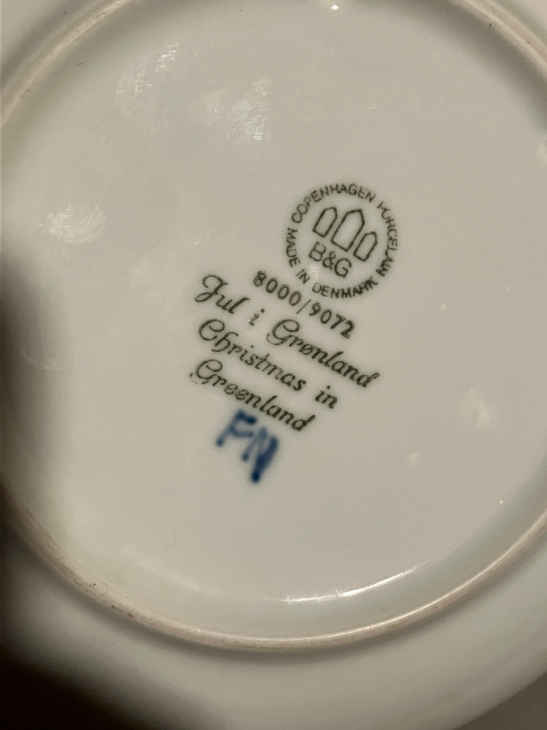 COPENHAGEN PORCELAIN
B&G
MADE IN DENMARK
8000/9072
Jul i Grønland
Christmas in
Greenland
FN